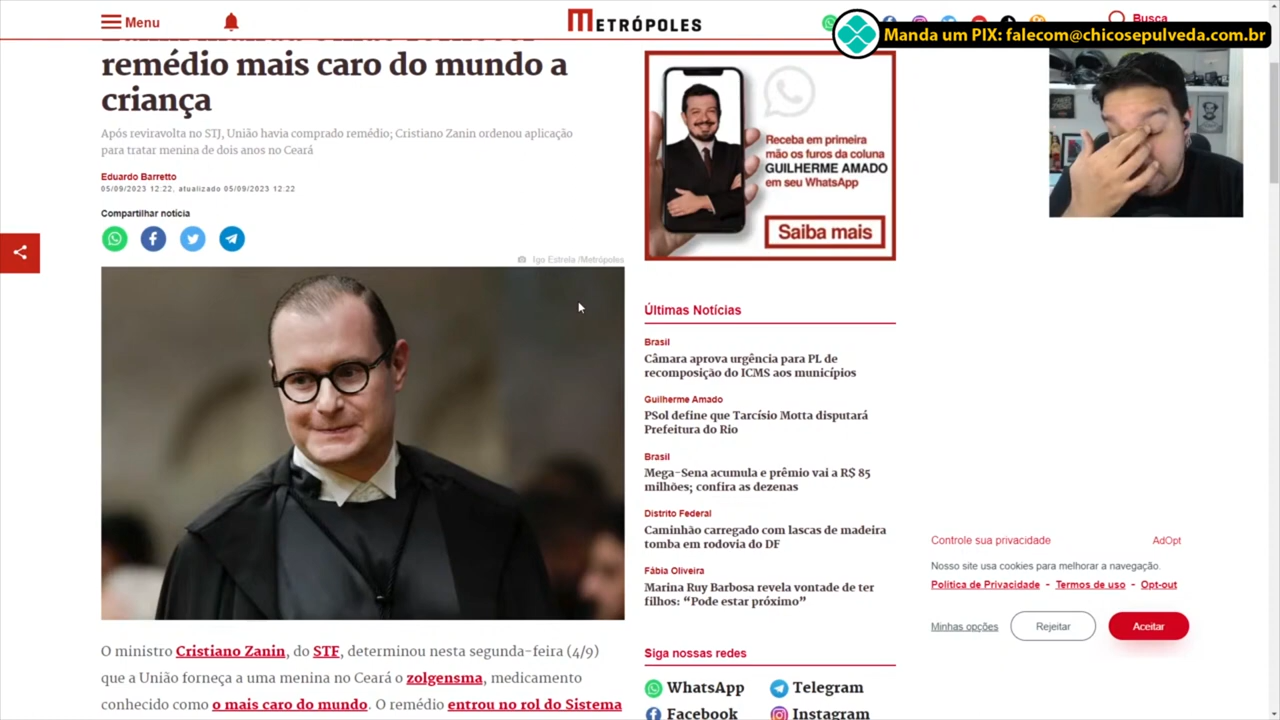 Menu
METRÓPOLES
Busca
Manda um PIX: falecom@chicosepulveda.com.br
remédio mais caro do mundo a
criança
Após reviravolta no STJ, União havia comprado remédio; Cristiano Zanin ordenou aplicação
para tratar menina de dois anos no Ceará
Eduardo Barretto
05/09/2023 12:22, atualizado 05/09/2023 12:22
Compartilhar notícia
Igo Estrela /Metrópoles
Receba em primeira
mão os furos da coluna
GUILHERME AMADO
em seu WhatsApp
Saiba mais
Últimas Notícias
Brasil
Câmara aprova urgência para PL de
recomposição do ICMS aos municípios
Guilherme Amado
PSol define que Tarcísio Motta disputará
Prefeitura do Rio
Brasil
Mega-Sena acumula e prêmio vai a R$ 85
milhões; confira as dezenas
Distrito Federal
Caminhão carregado com lascas de madeira
tomba em rodovia do DF
Fábia Oliveira
Marina Ruy Barbosa revela vontade de ter
filhos: “Pode estar próximo”
Siga nossas redes
WhatsApp
Telegram
Facebook
Instagram
O ministro Cristiano Zanin, do STF, determinou nesta segunda-feira (4/9)
que a União forneça a uma menina no Ceará o zolgensma, medicamento
conhecido como o mais caro do mundo. O remédio entrou no rol do Sistema
Controle sua privacidade
AdOpt
Nosso site usa cookies para melhorar a navegação.
Política de Privacidade - Termos de uso - Opt-out
Minhas opções
Rejeitar
Aceitar